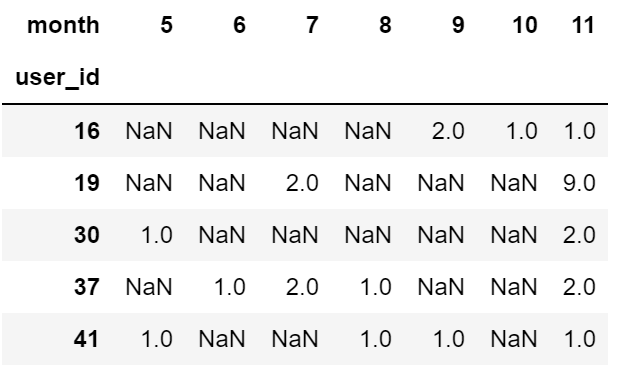 month 5 6 7 8 9 10 11
user_id
16 NaN NaN NaN NaN 2.0 1.0 1.0
19 NaN NaN 2.0 NaN NaN NaN 9.0
30 1.0 NaN NaN NaN NaN NaN 2.0
37 NaN 1.0 2.0 1.0 NaN NaN 2.0
41 1.0 NaN NaN 1.0 1.0 NaN 1.0